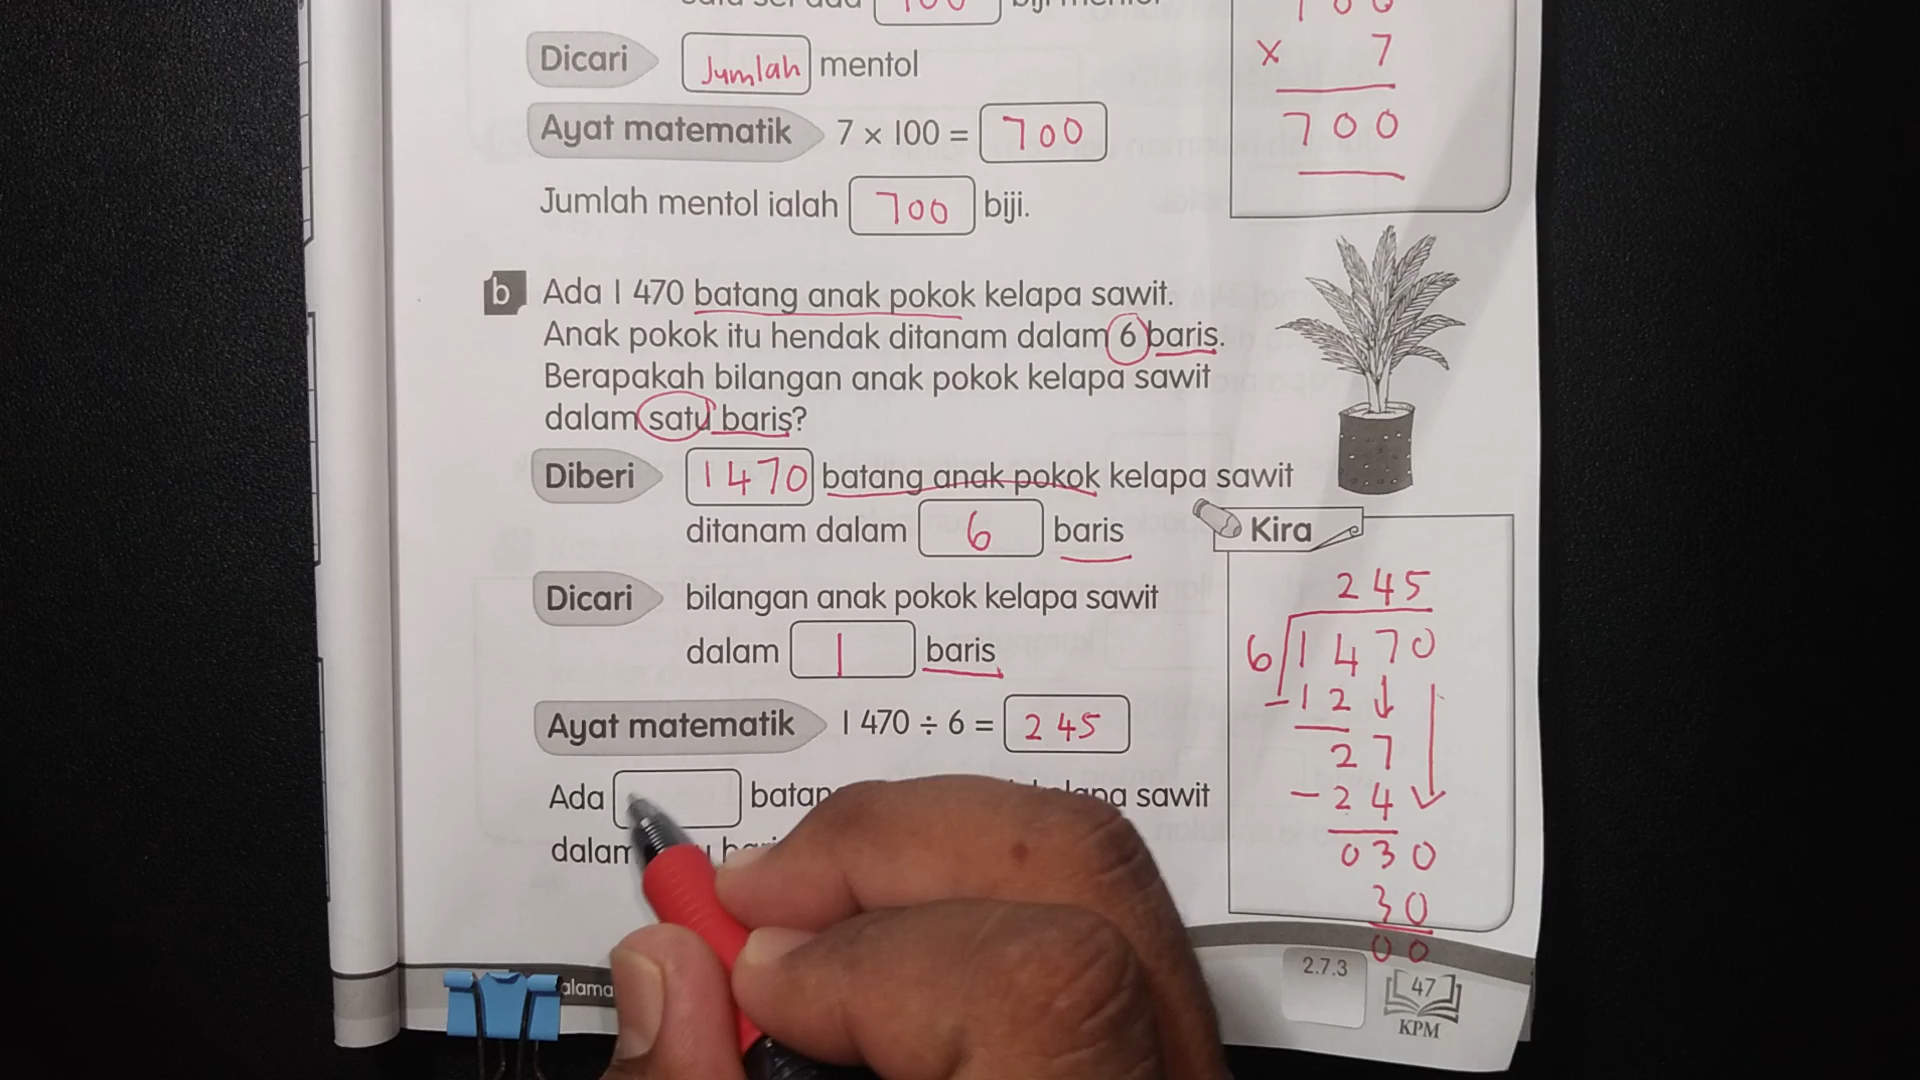 Dicari Jumlah mentol
Ayat matematik 7 × 100 = 700
Jumlah mentol ialah 700 biji.
× 7
700
b Ada 1 470 batang anak pokok kelapa sawit.
Anak pokok itu hendak ditanam dalam 6 baris.
Berapakah bilangan anak pokok kelapa sawit
dalam satu baris?
Diberi 1470 batang anak pokok kelapa sawit
ditanam dalam 6 baris
Dicari bilangan anak pokok kelapa sawit
dalam 1 baris
Ayat matematik 1 470 ÷ 6 = 245
Ada batan sawit
dalam
Kira
245
6 1470
-12
27
-24
030
30
00
2.7.3
47
KPM